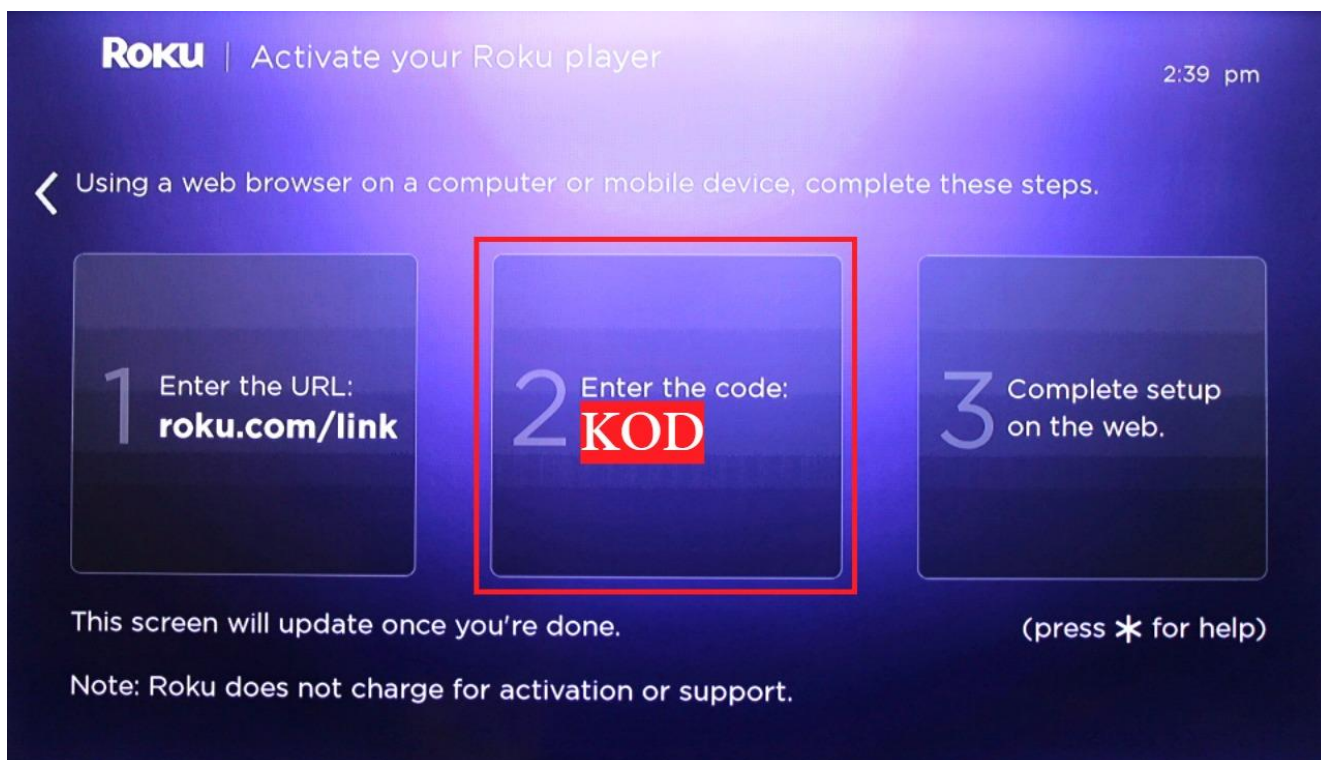 Roku | Activate your Roku player
2:39 pm
Using a web browser on a computer or mobile device, complete these steps.
1
Enter the URL:
roku.com/link
2
Enter the code:
KOD
3
Complete setup
on the web.
This screen will update once you're done.
(press * for help)
Note: Roku does not charge for activation or support.